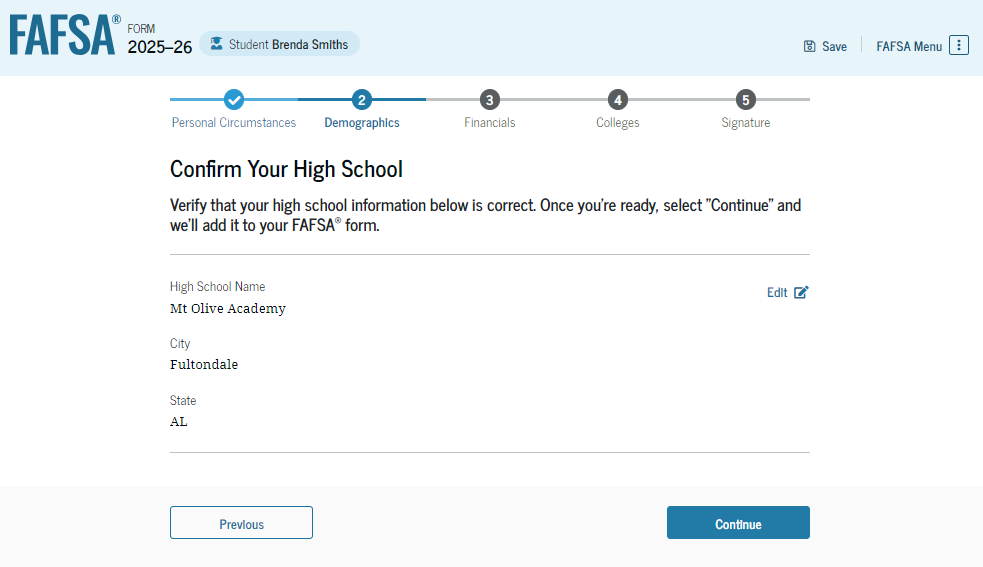 FAFSA® FORM
2025–26
Student Brenda Smiths
Save
FAFSA Menu
2
3
4
5
Personal Circumstances
Demographics
Financials
Colleges
Signature
Confirm Your High School
Verify that your high school information below is correct. Once you're ready, select "Continue" and
we'll add it to your FAFSA® form.
High School Name
Edit
Mt Olive Academy
City
Fultondale
State
AL
Previous
Continue